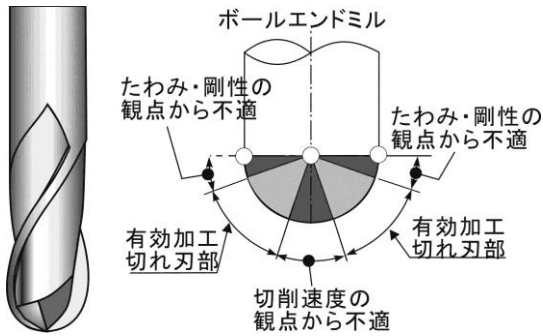 ボールエンドミル
たわみ・剛性の
観点から不適
たわみ・剛性の
観点から不適
有効加工
切れ刃部
有効加工
切れ刃部
切削速度の
観点から不適